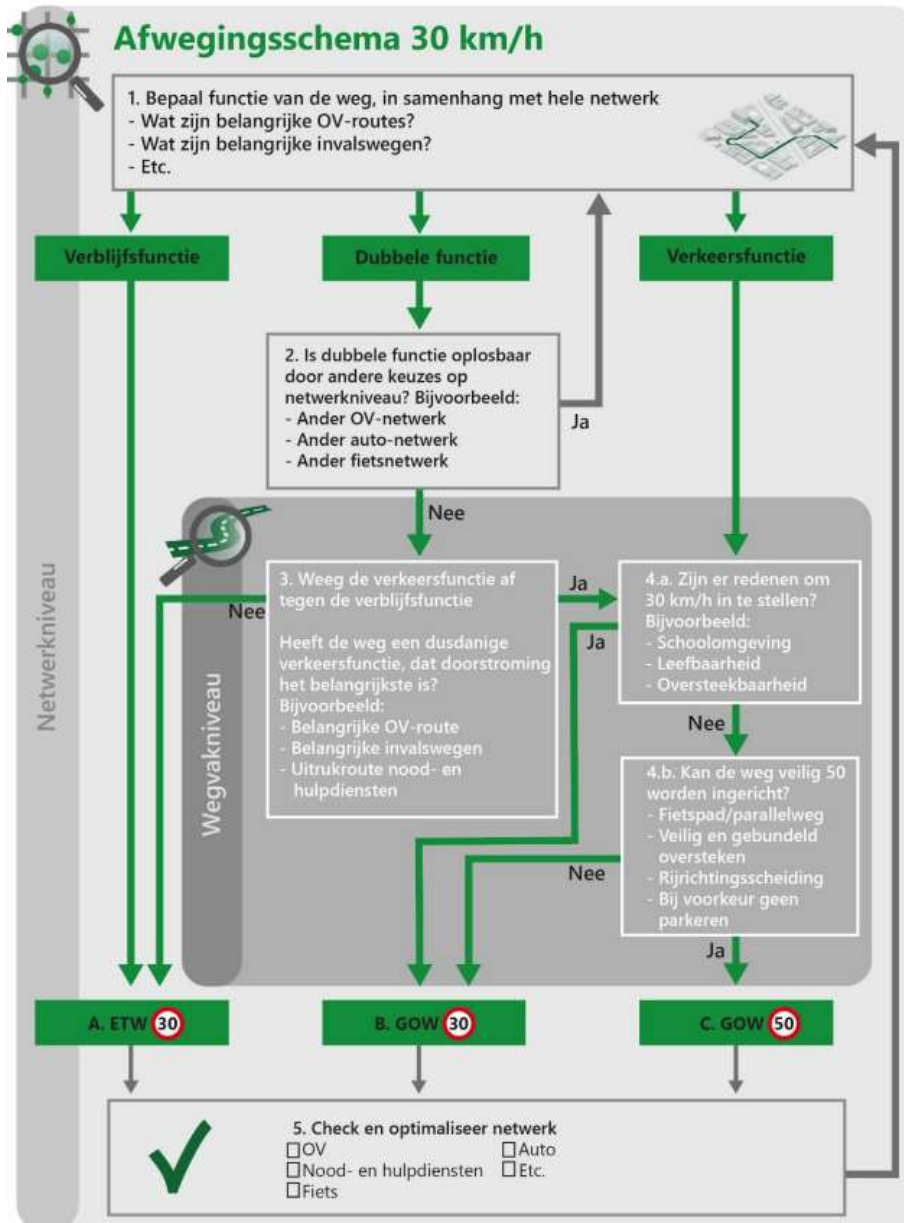 Afwegingsschema 30 km/h
1. Bepaal functie van de weg, in samenhang met hele netwerk
- Wat zijn belangrijke OV-routes?
- Wat zijn belangrijke invalswegen?
- Etc.
Verblijfsfunctie
Dubbele functie
Verkeersfunctie
2. Is dubbele functie oplosbaar
door andere keuzes op
netwerkniveau? Bijvoorbeeld:
- Ander OV-netwerk
- Ander auto-netwerk
- Ander fietsnetwerk
Ja
Nee
Netwerkniveau
Wegvakniveau
Nee
3. Weeg de verkeersfunctie af
tegen de verblijfsfunctie
Heeft de weg een dusdanige
verkeersfunctie, dat doorstroming
het belangrijkste is?
Bijvoorbeeld:
- Belangrijke OV-route
- Belangrijke invalswegen
- Uitrukroute nood- en
hulpdiensten
Ja
Ja
4.a. Zijn er redenen om
30 km/h in te stellen?
Bijvoorbeeld:
- Schoolomgeving
- Leefbaarheid
- Oversteekbaarheid
Nee
4.b. Kan de weg veilig 50
worden ingericht?
- Fietspad/parallelweg
- Veilig en gebundeld
oversteken
- Rijrichtingsscheiding
- Bij voorkeur geen
parkeren
Nee
Ja
A. ETW 30
B. GOW 30
C. GOW 50
5. Check en optimaliseer netwerk
OV
Auto
Nood- en hulpdiensten
Etc.
Fiets